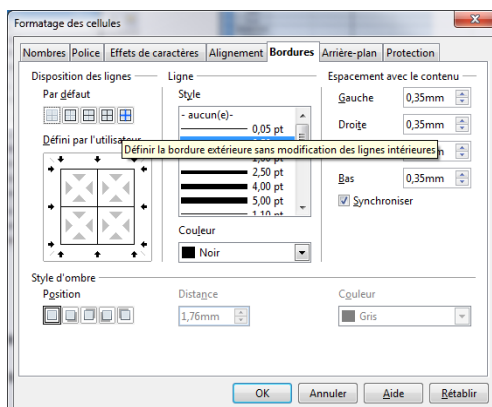 Formatage des cellules
Nombres Police Effets de caractères Alignement Bordures Arrière-plan Protection
Disposition des lignes
Par défaut
Défini par l'utilisateur
Ligne
Style
- aucun(e)-
0,05 pt
Définir la bordure extérieure sans modification des lignes intérieures
2,50 pt
4,00 pt
5,00 pt
1,10 pt
Couleur
Noir
Espacement avec le contenu
Gauche 0,35mm
Droite 0,35mm
Bas 0,35mm
Synchroniser
Style d'ombre
Position
Distance
1,76mm
Couleur
Gris
OK Annuler Aide Rétablir